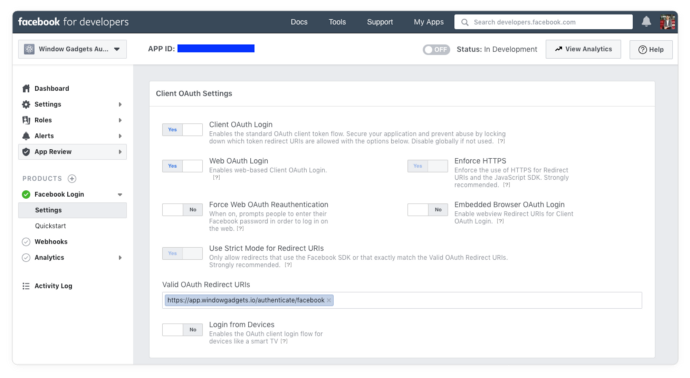 facebook for developers
Docs Tools Support My Apps Search developers.facebook.com
Window Gadgets Au...
APP ID:
OFF Status: In Development View Analytics ? Help
Dashboard
Settings
Roles
Alerts
App Review
PRODUCTS
Facebook Login
Settings
Quickstart
Webhooks
Analytics
Activity Log
Client OAuth Settings
Yes
Client OAuth Login
Enables the standard OAuth client token flow. Secure your application and prevent abuse by locking
down which token redirect URIs are allowed with the options below. Disable globally if not used. [?]
Yes
Web OAuth Login
Enables web-based Client OAuth Login.
[?]
Yes
Enforce HTTPS
Enforce the use of HTTPS for Redirect
URIs and the JavaScript SDK. Strongly
recommended. [?]
No
Force Web OAuth Reauthentication
When on, prompts people to enter their
Facebook password in order to log in on
the web. [?]
No
Embedded Browser OAuth Login
Enable webview Redirect URIs for Client
OAuth Login. [?]
Yes
Use Strict Mode for Redirect URIs
Only allow redirects that use the Facebook SDK or that exactly match the Valid OAuth Redirect URIs.
Strongly recommended. [?]
Valid OAuth Redirect URIs
https://app.windowgadgets.io/authenticate/facebook ×
No
Login from Devices
Enables the OAuth client login flow for
devices like a smart TV [?]